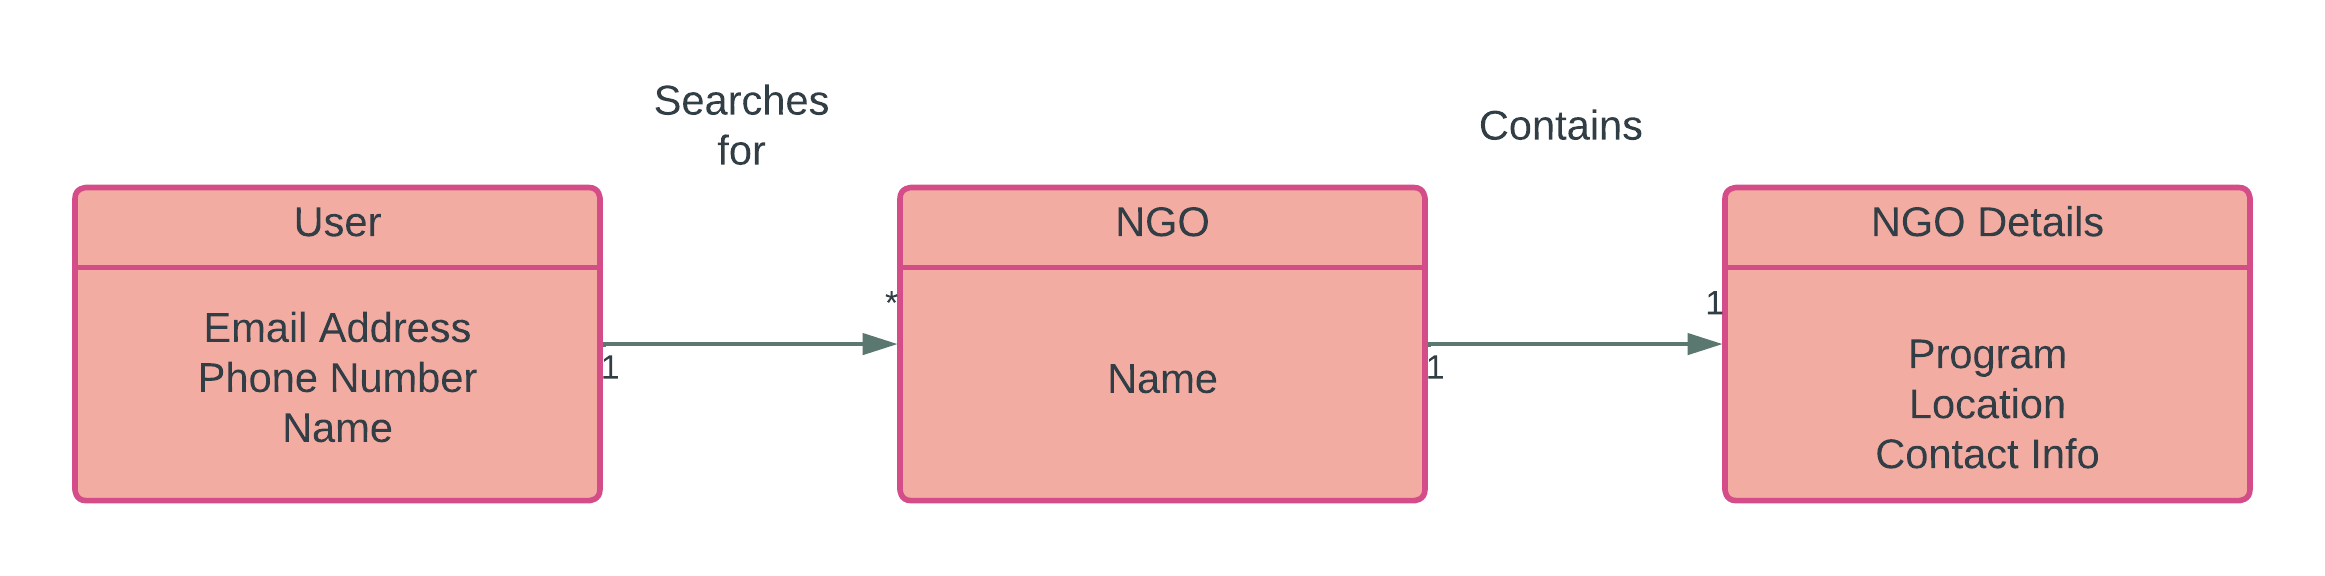 Searches
for
Contains
User
NGO
NGO Details
Email Address
Phone Number
Name
*
1
Name
1
1
Program
Location
Contact Info